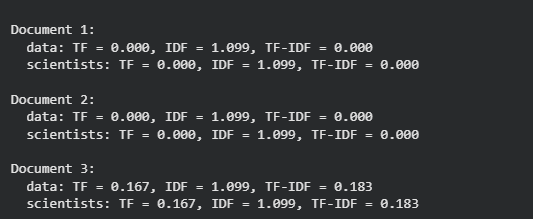 Document 1:
data: TF = 0.000, IDF = 1.099, TF-IDF = 0.000
scientists: TF = 0.000, IDF = 1.099, TF-IDF = 0.000
Document 2:
data: TF = 0.000, IDF = 1.099, TF-IDF = 0.000
scientists: TF = 0.000, IDF = 1.099, TF-IDF = 0.000
Document 3:
data: TF = 0.167, IDF = 1.099, TF-IDF = 0.183
scientists: TF = 0.167, IDF = 1.099, TF-IDF = 0.183